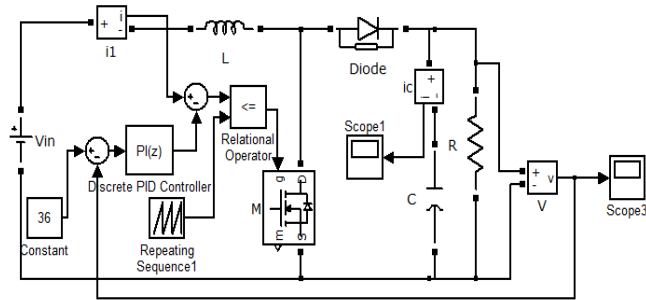 +
i
-
i1
L
Diode
+
i-
ic
Scope1
R
+
Vin
+
-
<=
Relational
Operator
+
-
PI(z)
Discrete PID Controller
g
D
M
m
S
C
+
-
v
V
Scope3
36
Constant
Repeating
Sequence1